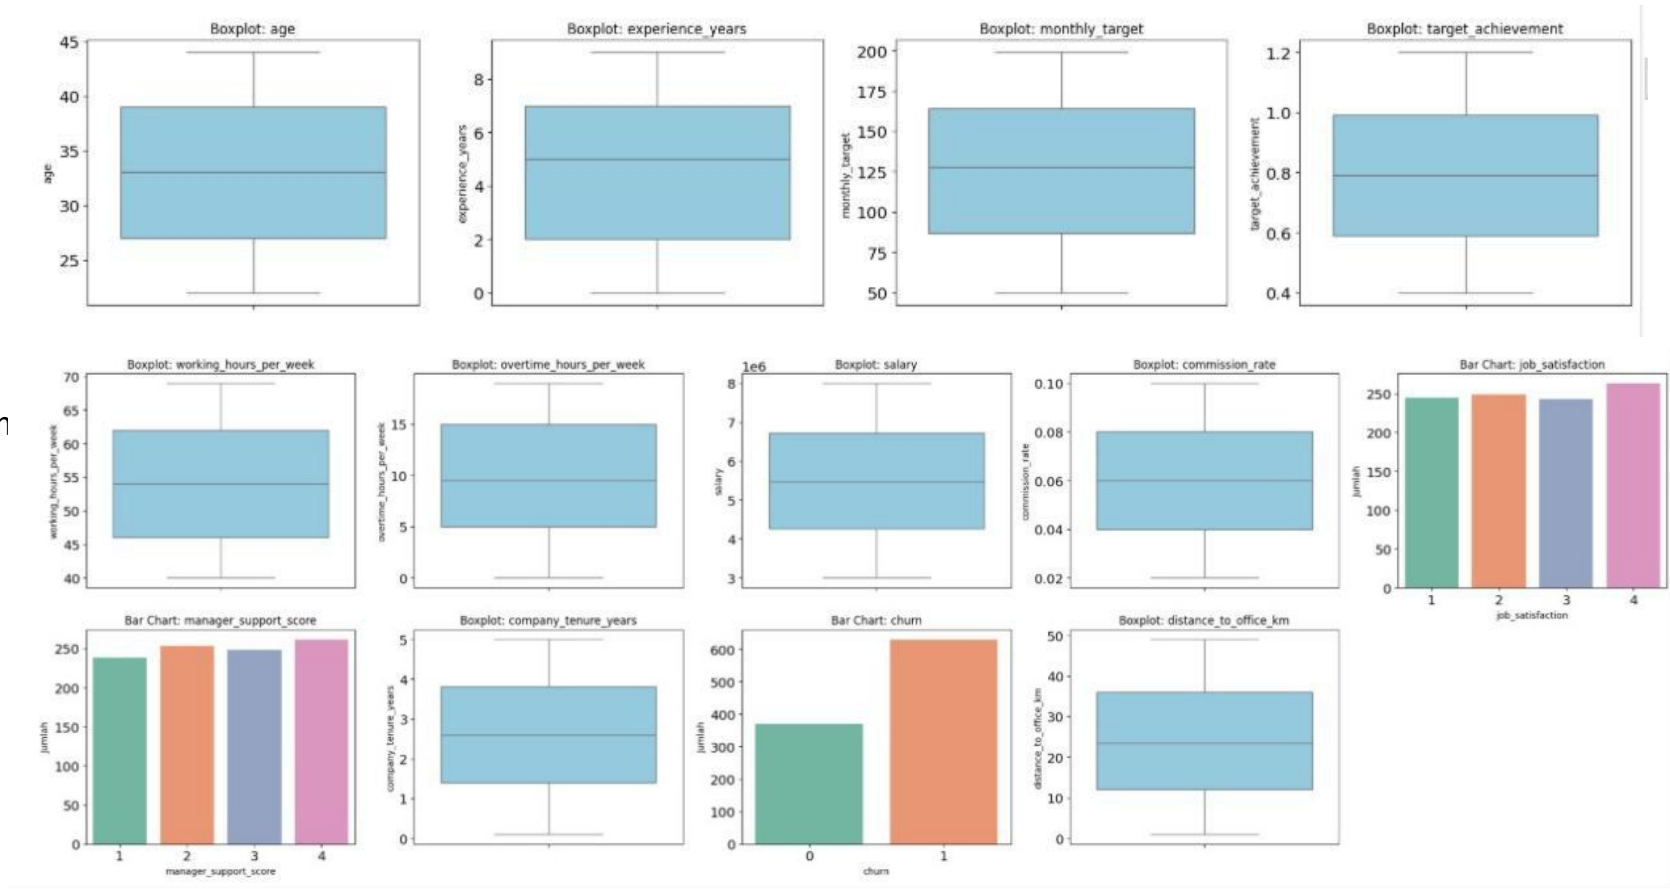 Boxplot: age
age
45
40
35
30
25
Boxplot: experience_years
experience_years
8
6
4
2
0
Boxplot: monthly_target
monthly_target
200
175
150
125
100
75
50
Boxplot: target_achievement
target_achievement
1.2
1.0
0.8
0.6
0.4
Boxplot: working_hours_per_week
working_hours_per_week
70
65
60
55
50
45
40
Boxplot: overtime_hours_per_week
overtime_hours_per_week
15
10
5
0
Boxplot: salary
1e6
salary
8
7
6
5
4
3
Boxplot: commission_rate
commission_rate
0.10
0.08
0.06
0.04
0.02
Bar Chart: job_satisfaction
jumlah
250
200
150
100
50
0
1 2 3 4
job_satisfaction
Bar Chart: manager_support_score
jumlah
250
200
150
100
50
0
1 2 3 4
manager_support_score
Boxplot: company_tenure_years
company_tenure_years
5
4
3
2
1
0
Bar Chart: churn
jumlah
600
500
400
300
200
100
0
0 1
churn
Boxplot: distance_to_office_km
distance_to_office_km
50
40
30
20
10
0